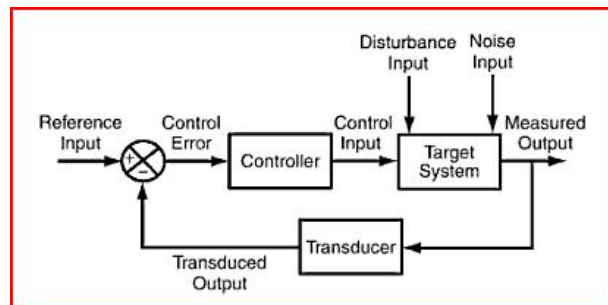 Disturbance
Input
Noise
Input
Reference
Input
+
−
Control
Error
Controller
Control
Input
Target
System
Measured
Output
Transducer
Transduced
Output